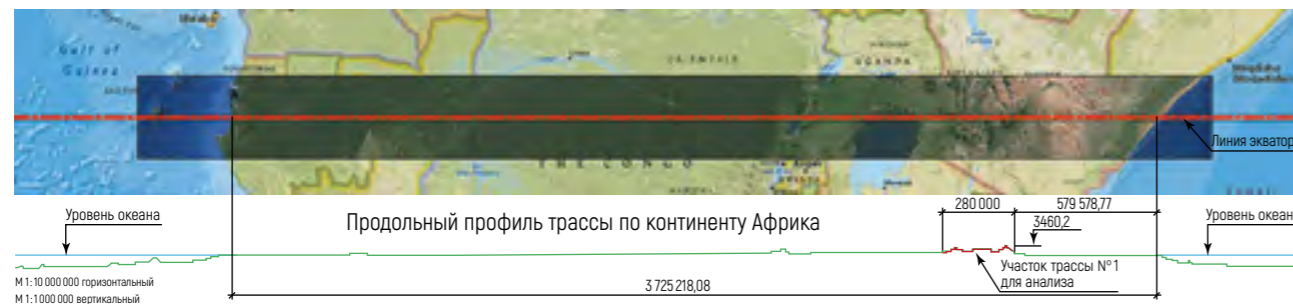 Gulf of
Guinea
UGANDA
THE CONGO
Линия экватор
Уровень океана
Продольный профиль трассы по континенту Африка
280 000
579 578,77
3460,2
Уровень океан
Участок трассы №1
для анализа
М 1:10 000 000 горизонтальный
М 1:1 000 000 вертикальный
3 725 218,08